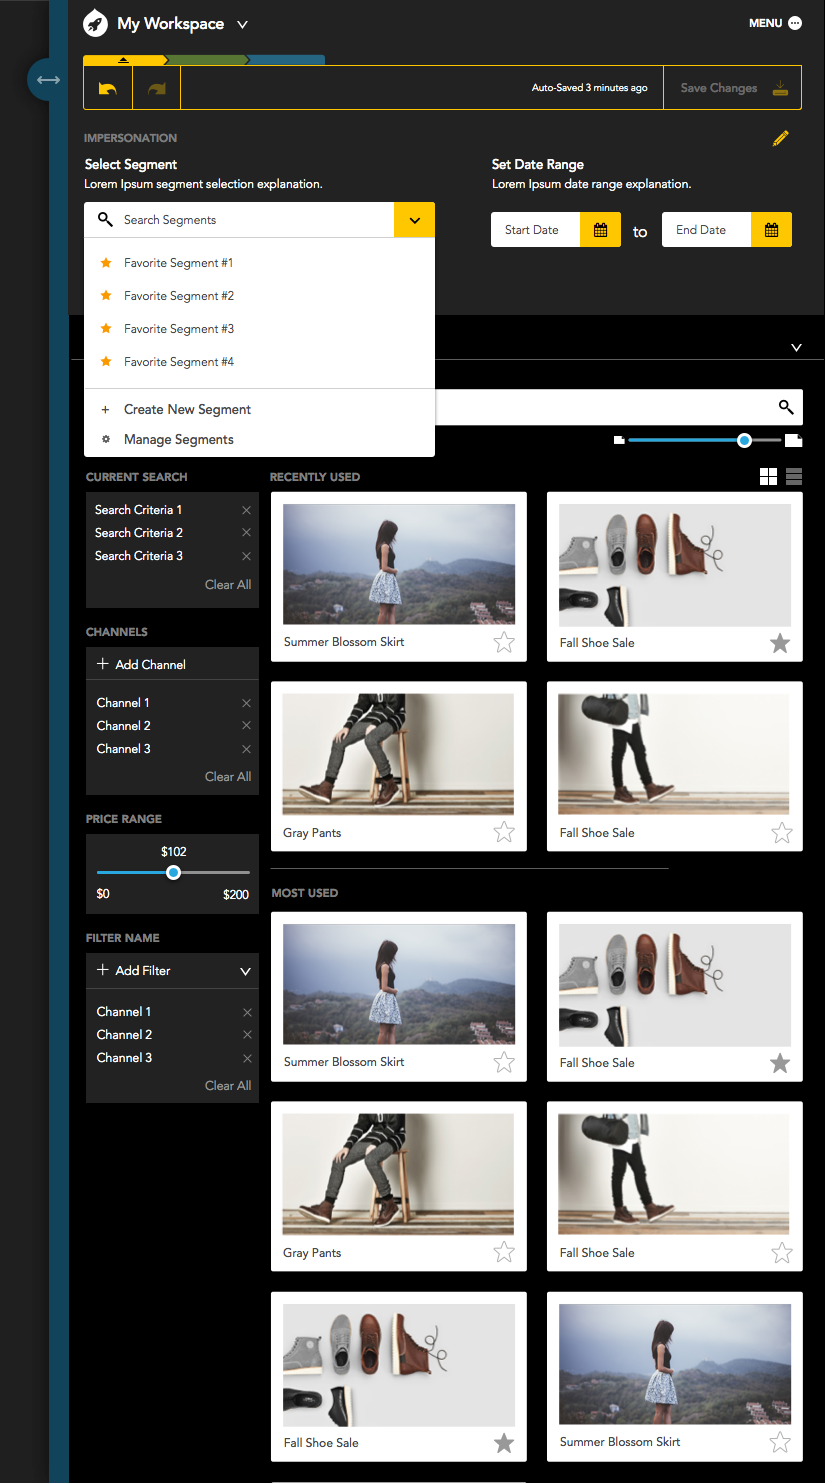 My Workspace
MENU
Auto-Saved 3 minutes ago
Save Changes
IMPERSONATION
Select Segment
Lorem Ipsum segment selection explanation.
Set Date Range
Lorem Ipsum date range explanation.
Search Segments
Start Date
to
End Date
Favorite Segment #1
Favorite Segment #2
Favorite Segment #3
Favorite Segment #4
Create New Segment
Manage Segments
CURRENT SEARCH
Search Criteria 1
Search Criteria 2
Search Criteria 3
Clear All
CHANNELS
Add Channel
Channel 1
Channel 2
Channel 3
Clear All
PRICE RANGE
$102
$0
$200
FILTER NAME
Add Filter
Channel 1
Channel 2
Channel 3
Clear All
RECENTLY USED
Summer Blossom Skirt
Fall Shoe Sale
Gray Pants
Fall Shoe Sale
MOST USED
Summer Blossom Skirt
Fall Shoe Sale
Gray Pants
Fall Shoe Sale
Fall Shoe Sale
Summer Blossom Skirt